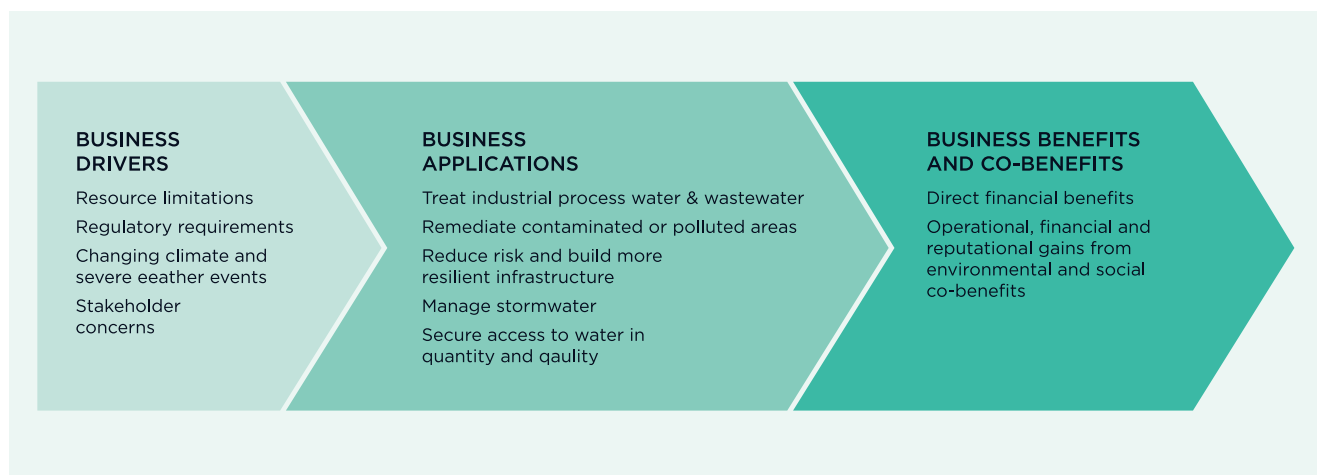 BUSINESS
DRIVERS
Resource limitations
Regulatory requirements
Changing climate and
severe eeather events
Stakeholder
concerns
BUSINESS
APPLICATIONS
Treat industrial process water & wastewater
Remediate contaminated or polluted areas
Reduce risk and build more
resilient infrastructure
Manage stormwater
Secure access to water in
quantity and qaulity
BUSINESS BENEFITS
AND CO-BENEFITS
Direct financial benefits
Operational, financial and
reputational gains from
environmental and social
co-benefits